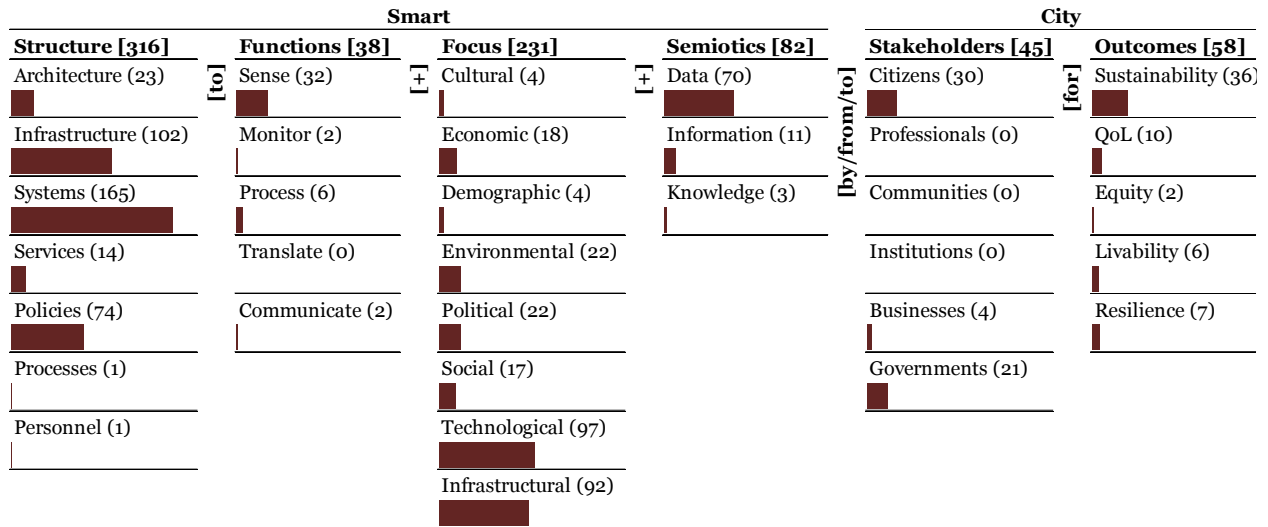 Smart City
Structure [316] [to] Functions [38] [+] Focus [231] [+] Semiotics [82] [by/from/to] Stakeholders [45] [for] Outcomes [58]
Architecture (23) Sense (32) Cultural (4) Data (70) Citizens (30) Sustainability (36)
Infrastructure (102) Monitor (2) Economic (18) Information (11) Professionals (0) QoL (10)
Systems (165) Process (6) Demographic (4) Knowledge (3) Communities (0) Equity (2)
Services (14) Translate (0) Environmental (22) Institutions (0) Livability (6)
Policies (74) Communicate (2) Political (22) Businesses (4) Resilience (7)
Processes (1) Social (17) Governments (21)
Personnel (1) Technological (97)
Infrastructural (92)